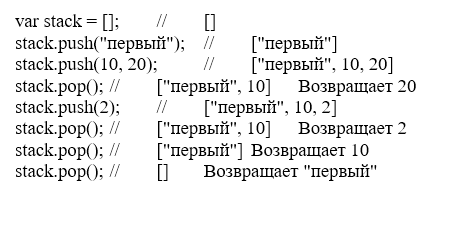 var stack = []; // []
stack.push("первый"); // ["первый"]
stack.push(10, 20); // ["первый", 10, 20]
stack.pop(); // ["первый", 10] Возвращает 20
stack.push(2); // ["первый", 10, 2]
stack.pop(); // ["первый", 10] Возвращает 2
stack.pop(); // ["первый"] Возвращает 10
stack.pop(); // [] Возвращает "первый"